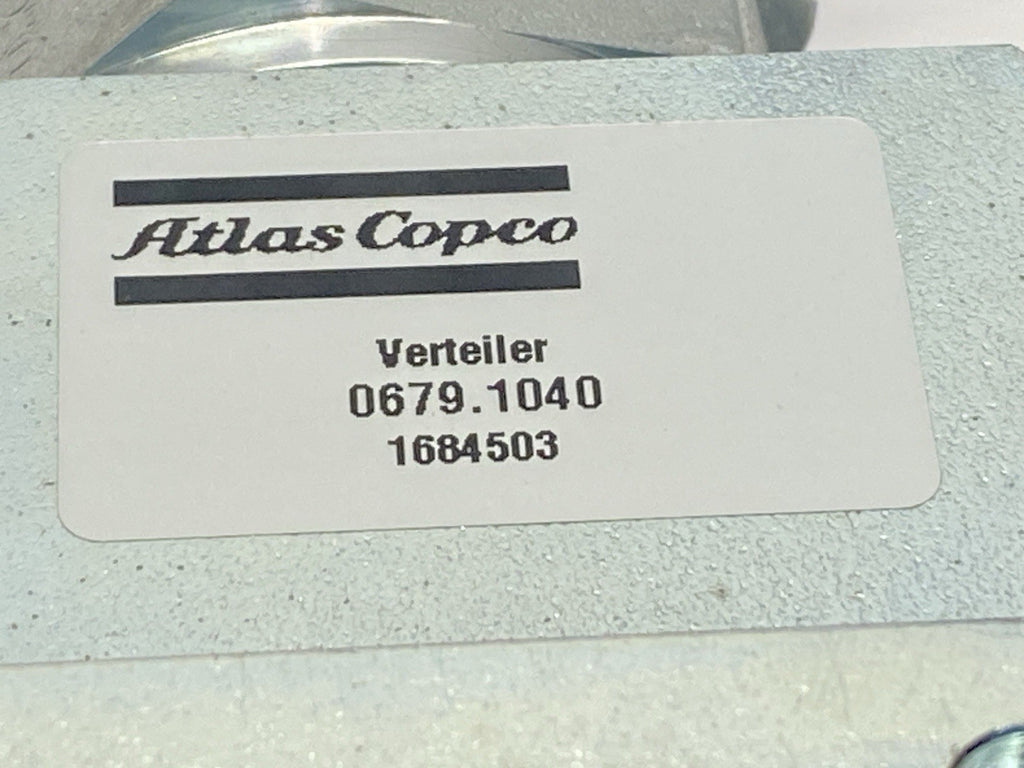 Atlas Copco
Verteiler
0679.1040
1684503